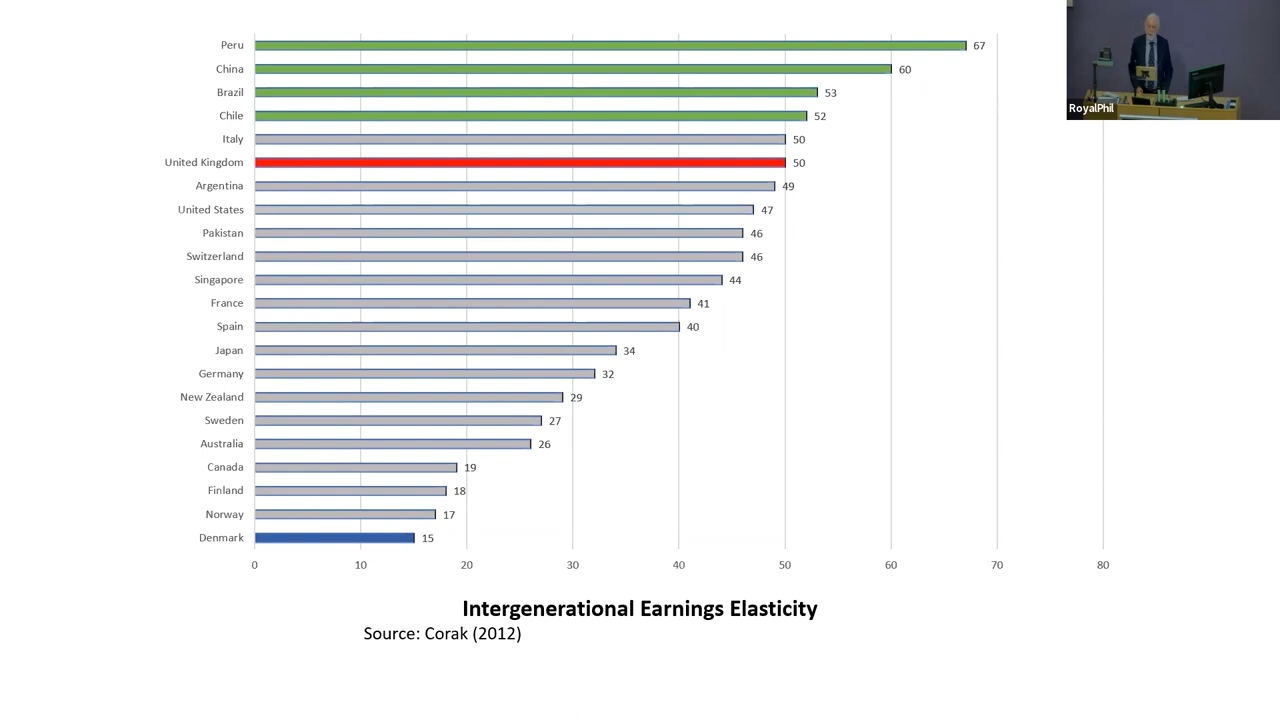 Peru 67
China 60
Brazil 53
Chile 52
Italy 50
United Kingdom 50
Argentina 49
United States 47
Pakistan 46
Switzerland 46
Singapore 44
France 41
Spain 40
Japan 34
Germany 32
New Zealand 29
Sweden 27
Australia 26
Canada 19
Finland 18
Norway 17
Denmark 15
0 10 20 30 40 50 60 70 80
Intergenerational Earnings Elasticity
Source: Corak (2012)
RoyalPhil